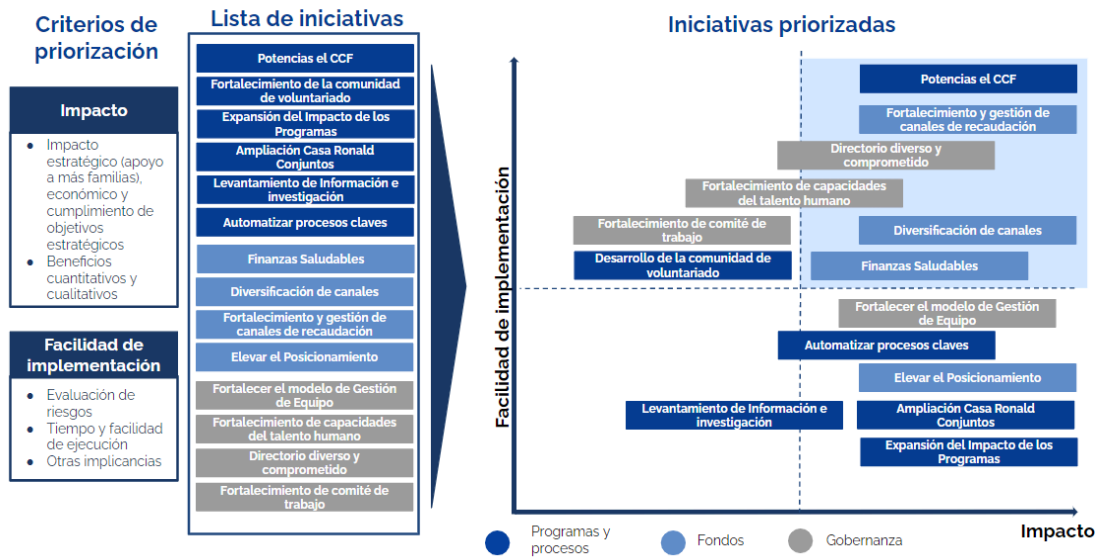 Criterios de
priorización
Impacto
Impacto
estratégico (apoyo
a más familias),
económico y
cumplimiento de
objetivos
estratégicos
Beneficios
cuantitativos y
cualitativos
Facilidad de
implementación
Evaluación de
riesgos
Tiempo y facilidad
de ejecución
Otras implicancias
Lista de iniciativas
Potencias el CCF
Fortalecimiento de la comunidad
de voluntariado
Expansión del Impacto de los
Programas
Ampliación Casa Ronald
Conjuntos
Levantamiento de Información e
investigación
Automatizar procesos claves
Finanzas Saludables
Diversificación de canales
Fortalecimiento y gestión de
canales de recaudación
Elevar el Posicionamiento
Fortalecer el modelo de Gestión
de Equipo
Fortalecimiento de capacidades
del talento humano
Directorio diverso y
comprometido
Fortalecimiento de comité de
trabajo
Iniciativas priorizadas
Facilidad de implementación
Potencias el CCF
Fortalecimiento y gestión de
canales de recaudación
Directorio diverso y
comprometido
Fortalecimiento de capacidades
del talento humano
Fortalecimiento de comité de
trabajo
Diversificación de canales
Desarrollo de la comunidad de
voluntariado
Finanzas Saludables
Fortalecer el modelo de Gestión de
Equipo
Automatizar procesos claves
Elevar el Posicionamiento
Levantamiento de Información e
investigación
Ampliación Casa Ronald
Conjuntos
Expansión del Impacto de los
Programas
Impacto
Programas y
procesos
Fondos
Gobernanza